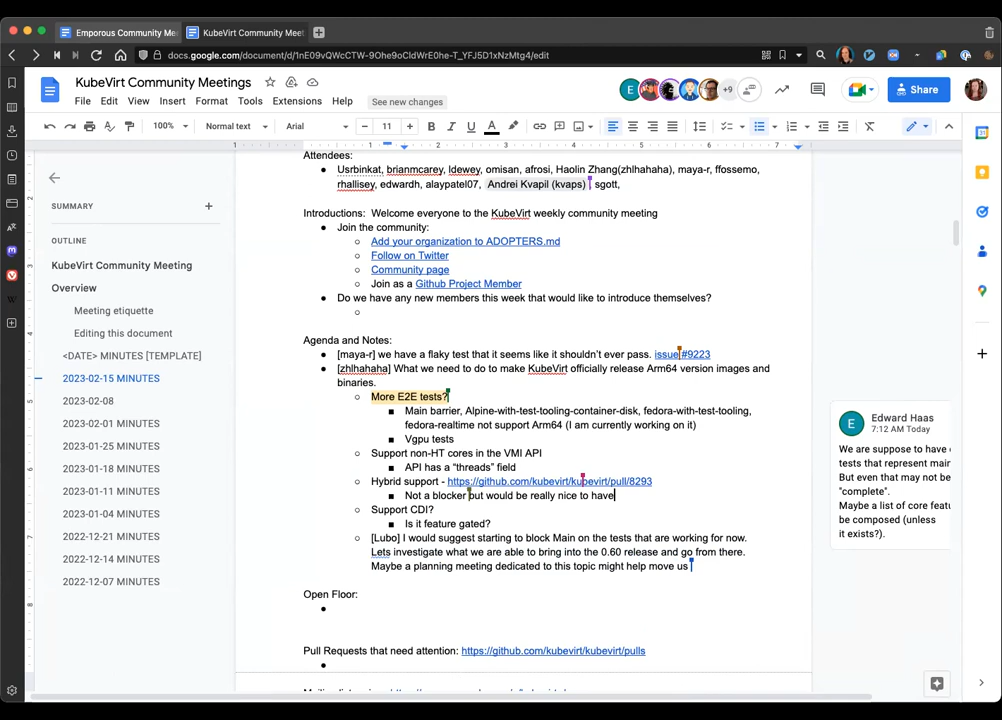 Emporous Community Me
KubeVirt Community Meet
docs.google.com/document/d/1nE09vQWcCTW-9Ohe9oCldWrE0he-T_YFJ5D1xNzMtg4/edit
KubeVirt Community Meetings
File Edit View Insert Format Tools Extensions Help See new changes
E +9 Share
100% Normal text Arial 11
B I U A
1 1 2 3 4 5 6 7
Attendees:
Usrbinkat, brianmcarey, ldewey, omisan, afrosi, Haolin Zhang(zhlhahaha), maya-r, ffossemo,
rhallisey, edwardh, alaypatel07, Andrei Kvapil (kvaps) , sgott,
SUMMARY
OUTLINE
KubeVirt Community Meeting
Overview
Meeting etiquette
Editing this document
<DATE> MINUTES [TEMPLATE]
2023-02-15 MINUTES
2023-02-08
2023-02-01 MINUTES
2023-01-25 MINUTES
2023-01-18 MINUTES
2023-01-11 MINUTES
2023-01-04 MINUTES
2022-12-21 MINUTES
2022-12-14 MINUTES
2022-12-07 MINUTES
Introductions: Welcome everyone to the KubeVirt weekly community meeting
Join the community:
Add your organization to ADOPTERS.md
Follow on Twitter
Community page
Join as a Github Project Member
Do we have any new members this week that would like to introduce themselves?
Agenda and Notes:
[maya-r] we have a flaky test that it seems like it shouldn't ever pass. issue #9223
[zhlhahaha] What we need to do to make KubeVirt officially release Arm64 version images and
binaries.
More E2E tests?
Main barrier, Alpine-with-test-tooling-container-disk, fedora-with-test-tooling,
fedora-realtime not support Arm64 (I am currently working on it)
Vgpu tests
Support non-HT cores in the VMI API
API has a "threads" field
Hybrid support - https://github.com/kubevirt/kubevirt/pull/8293
Not a blocker but would be really nice to have
Support CDI?
Is it feature gated?
[Lubo] I would suggest starting to block Main on the tests that are working for now.
Lets investigate what we are able to bring into the 0.60 release and go from there.
Maybe a planning meeting dedicated to this topic might help move us
Open Floor:
Pull Requests that need attention: https://github.com/kubevirt/kubevirt/pulls
E Edward Haas
7:12 AM Today
We are suppose to have
tests that represent mair
But even that may not be
"complete".
Maybe a list of core featu
be composed (unless
it exists?).